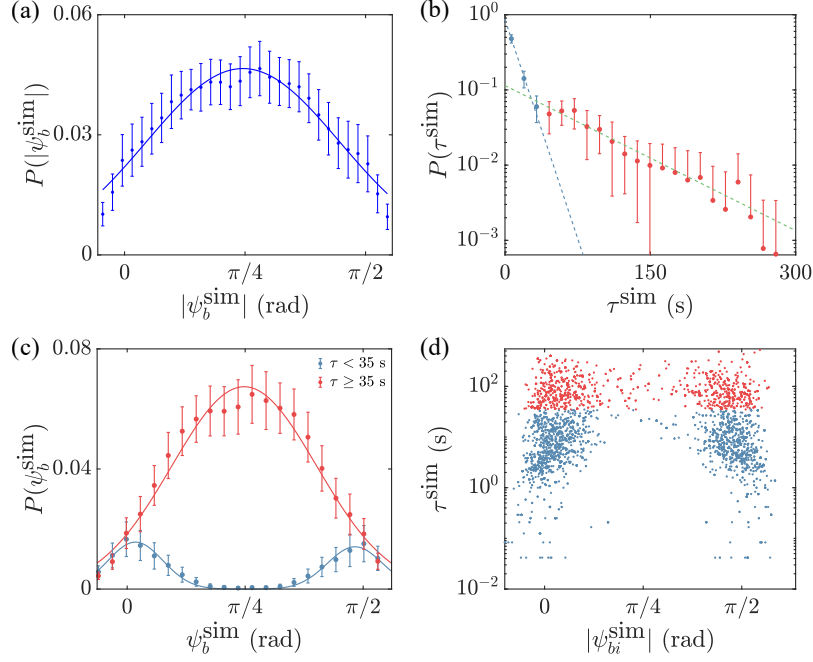 (a)
0.06
0.03
0
P(|ψ_b^sim|)
0
π/4
π/2
|ψ_b^sim| (rad)
(b)
10^0
10^-1
10^-2
10^-3
P(τ^sim)
0
150
300
τ^sim (s)
(c)
0.08
0.04
0
P(ψ_b^sim)
τ < 35 s
τ ≥ 35 s
0
π/4
π/2
ψ_b^sim (rad)
(d)
10^2
10^0
10^-2
τ^sim (s)
0
π/4
π/2
|ψ_bi^sim| (rad)